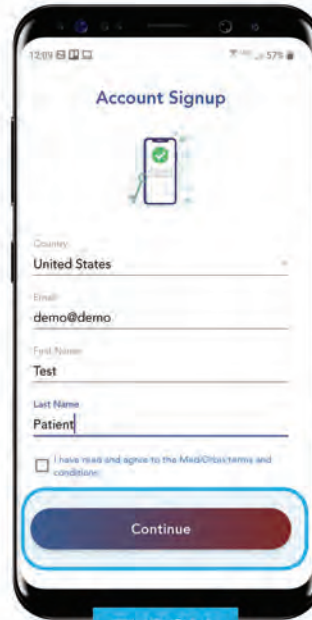 12:09
57%
Account Signup
Country
United States
Email
demo@demo
First Name
Test
Last Name
Patient
I have read and agree to the MediOrbis terms and
conditions
Continue